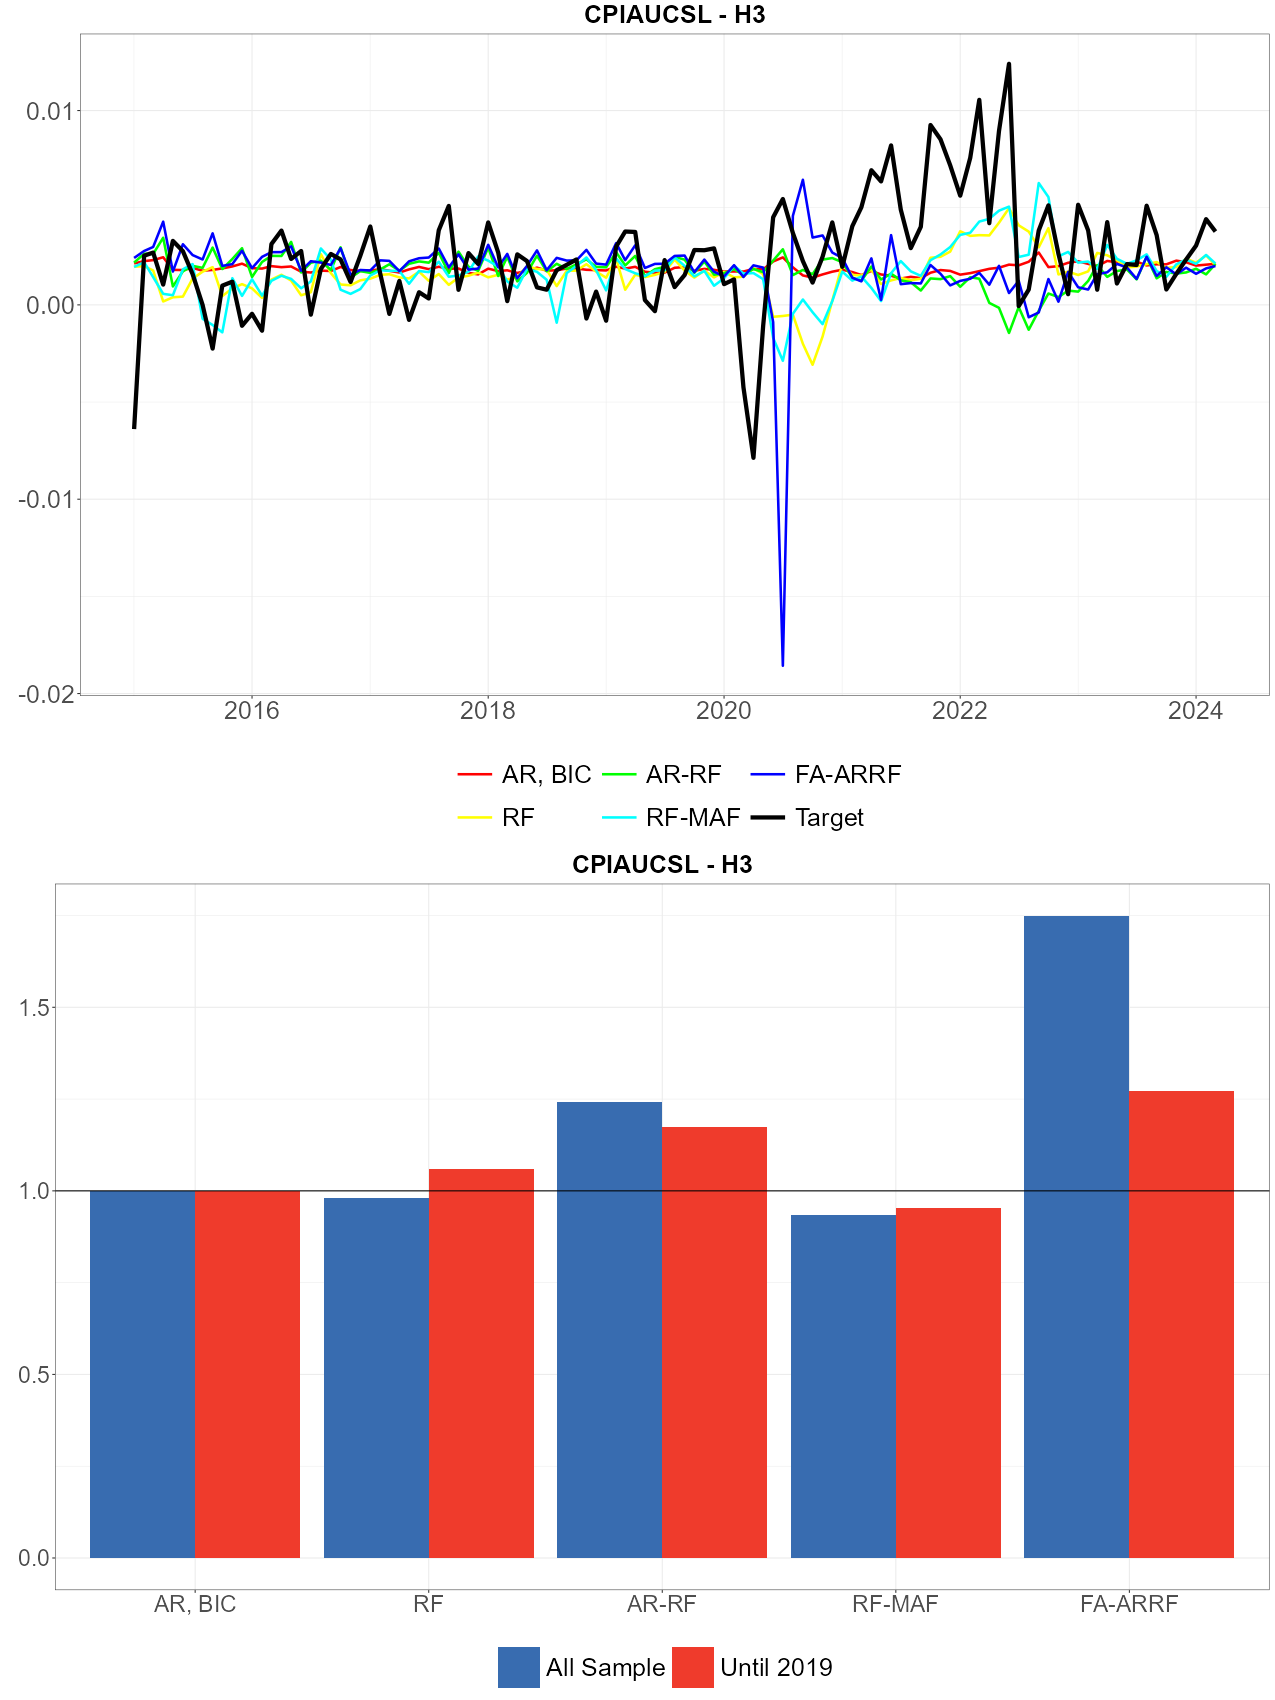 CPIAUCSL - H3
0.01
0.00
-0.01
-0.02
2016 2018 2020 2022 2024
AR, BIC AR-RF FA-ARRF
RF RF-MAF Target
CPIAUCSL - H3
1.5
1.0
0.5
0.0
AR, BIC RF AR-RF RF-MAF FA-ARRF
All Sample Until 2019